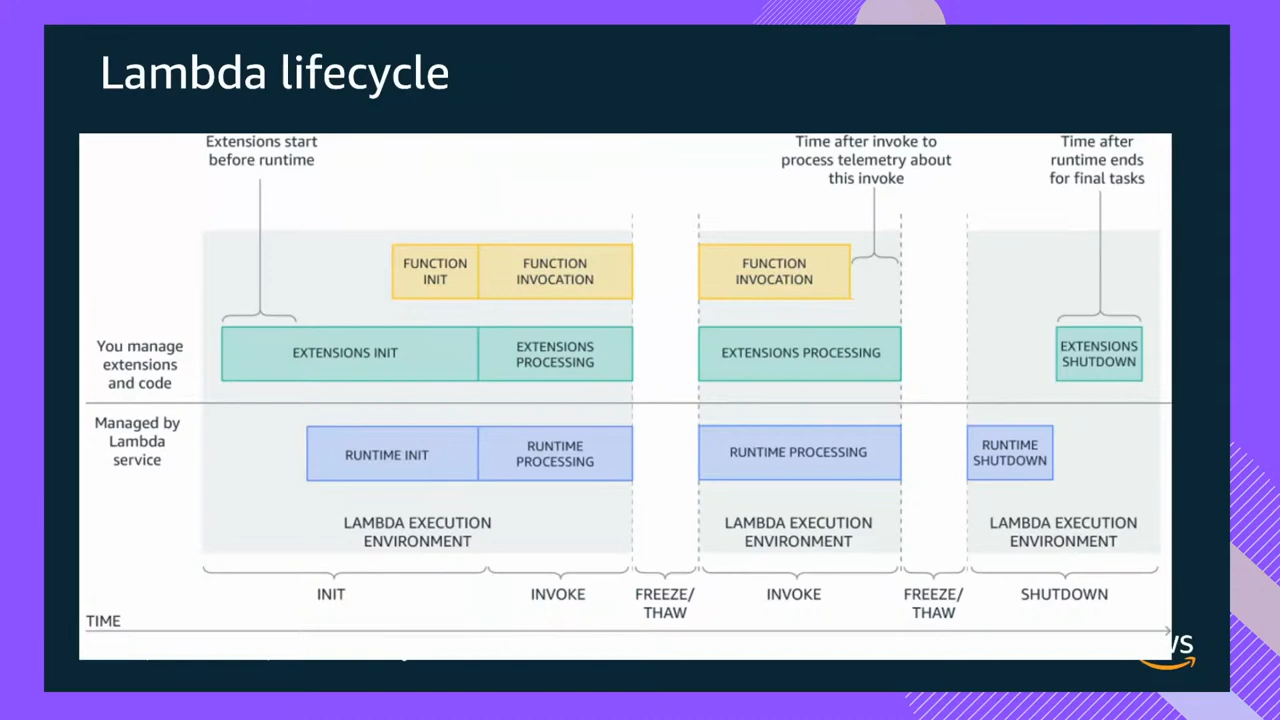 Lambda lifecycle
Extensions start
before runtime
Time after invoke to
process telemetry about
this invoke
Time after
runtime ends
for final tasks
FUNCTION
INIT
FUNCTION
INVOCATION
FUNCTION
INVOCATION
You manage
extensions
and code
EXTENSIONS INIT
EXTENSIONS
PROCESSING
EXTENSIONS PROCESSING
EXTENSIONS
SHUTDOWN
Managed by
Lambda
service
RUNTIME INIT
RUNTIME
PROCESSING
RUNTIME PROCESSING
RUNTIME
SHUTDOWN
LAMBDA EXECUTION
ENVIRONMENT
LAMBDA EXECUTION
ENVIRONMENT
LAMBDA EXECUTION
ENVIRONMENT
INIT
INVOKE
FREEZE/
THAW
INVOKE
FREEZE/
THAW
SHUTDOWN
TIME